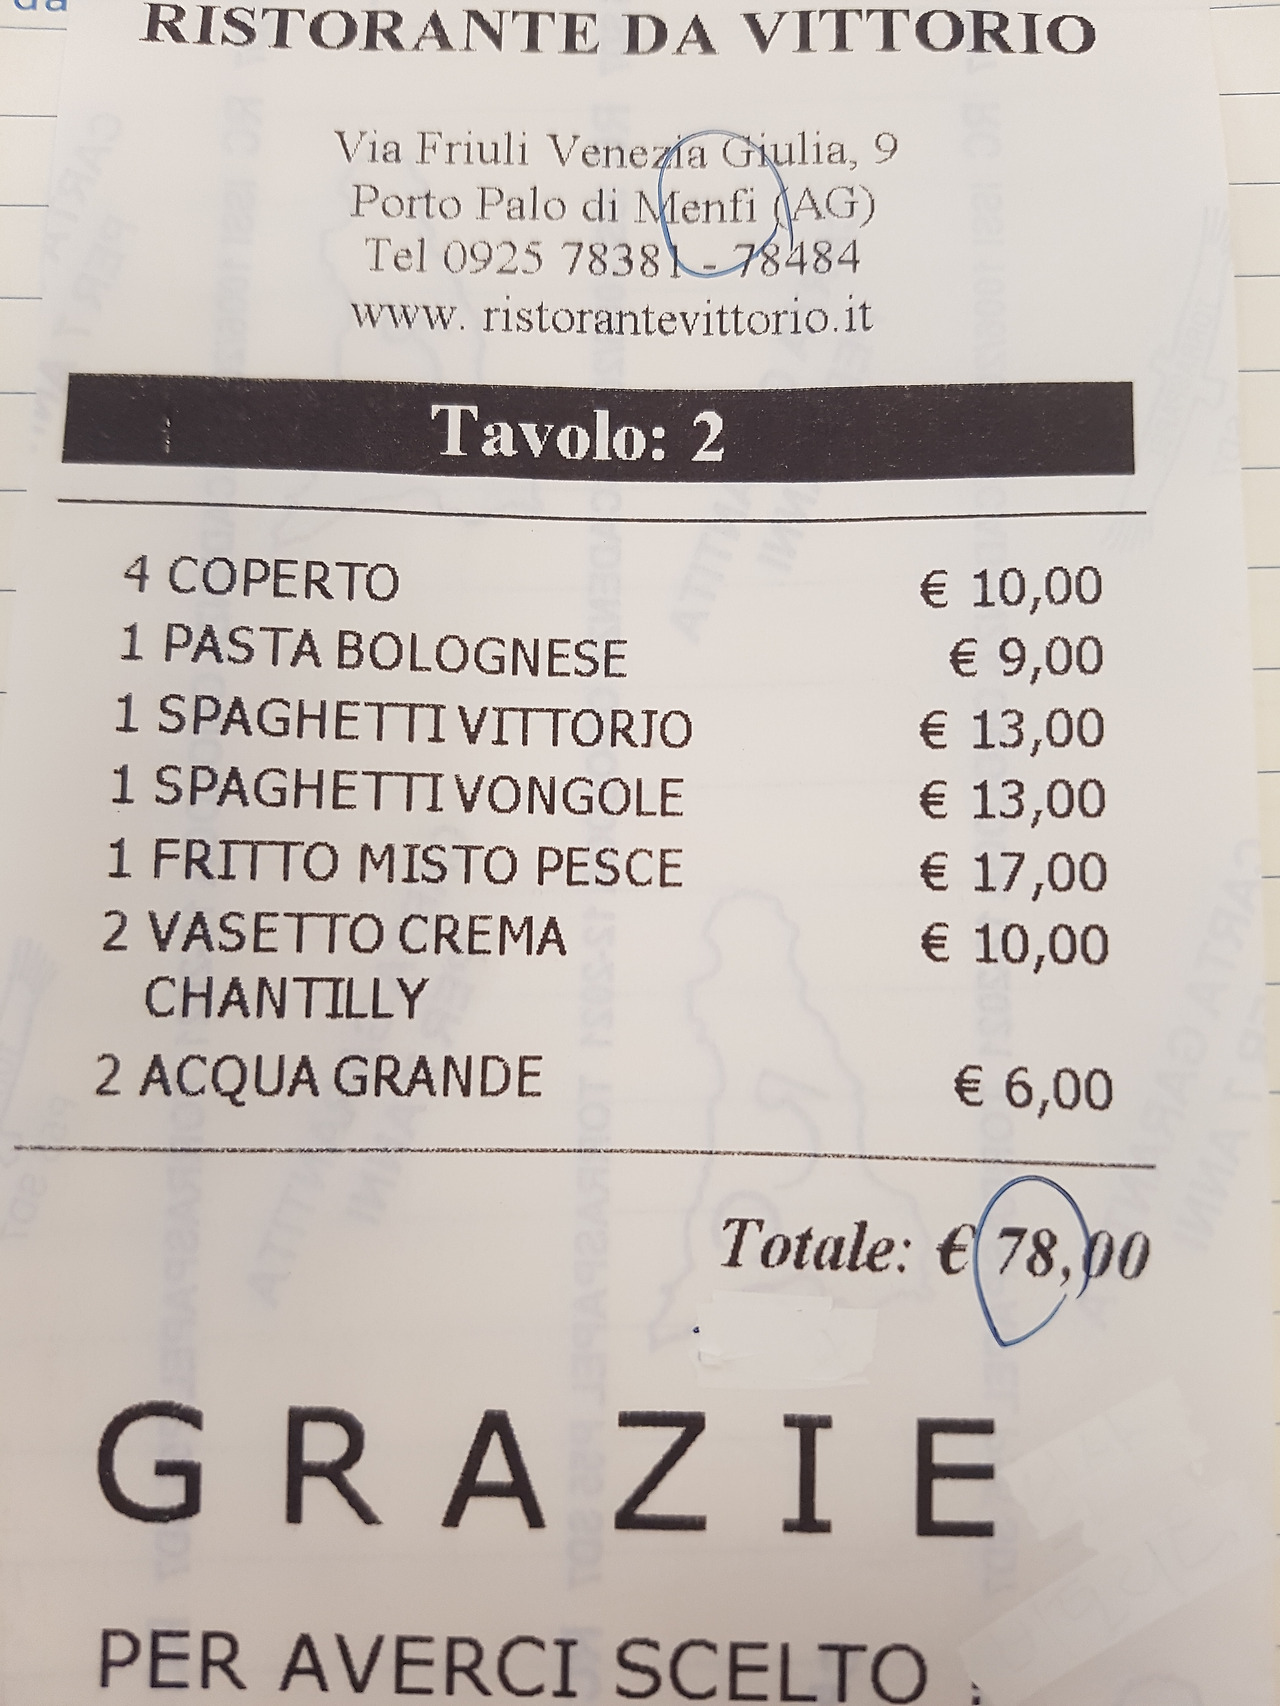 RISTORANTE DA VITTORIO
Via Friuli Venezia Giulia, 9
Porto Palo di Menfi (AG)
Tel 0925 78381 - 78484
www. ristorantevittorio.it
Tavolo: 2
4 COPERTO € 10,00
1 PASTA BOLOGNESE € 9,00
1 SPAGHETTI VITTORIO € 13,00
1 SPAGHETTI VONGOLE € 13,00
1 FRITTO MISTO PESCE € 17,00
2 VASETTO CREMA € 10,00
CHANTILLY
2 ACQUA GRANDE € 6,00
Totale: € 78,00
GRAZIE
PER AVERCI SCELTO